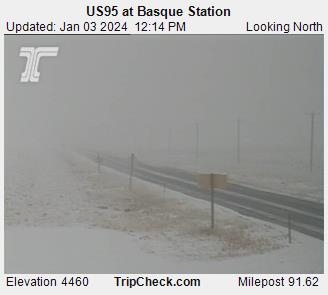 US95 at Basque Station
Updated: Jan 03 2024 12:14 PM Looking North
Elevation 4460 TripCheck.com Milepost 91.62